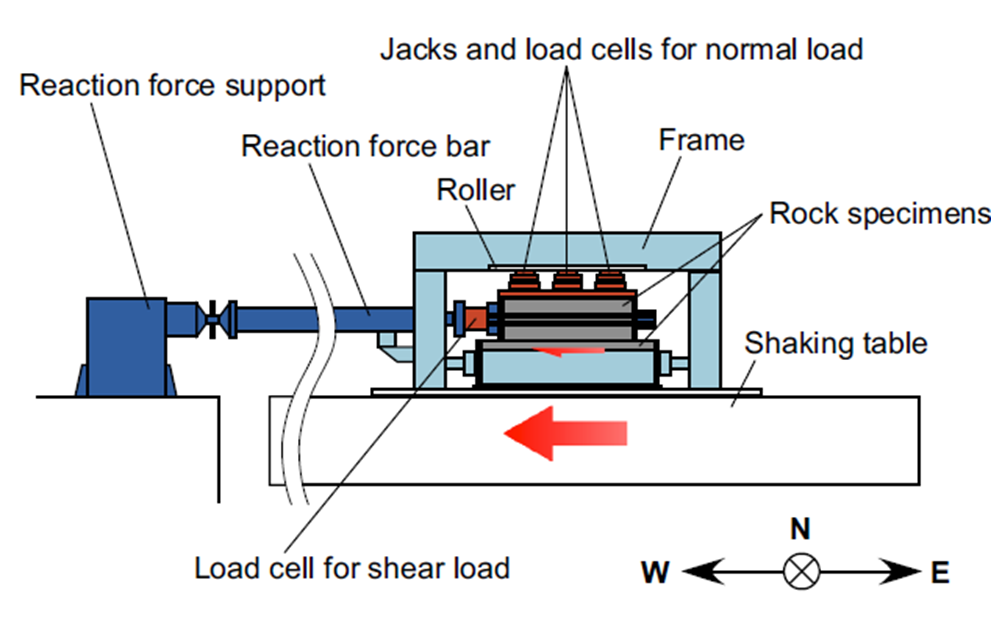 Jacks and load cells for normal load
Reaction force support
Reaction force bar
Frame
Roller
Rock specimens
Shaking table
Load cell for shear load
N
W
E